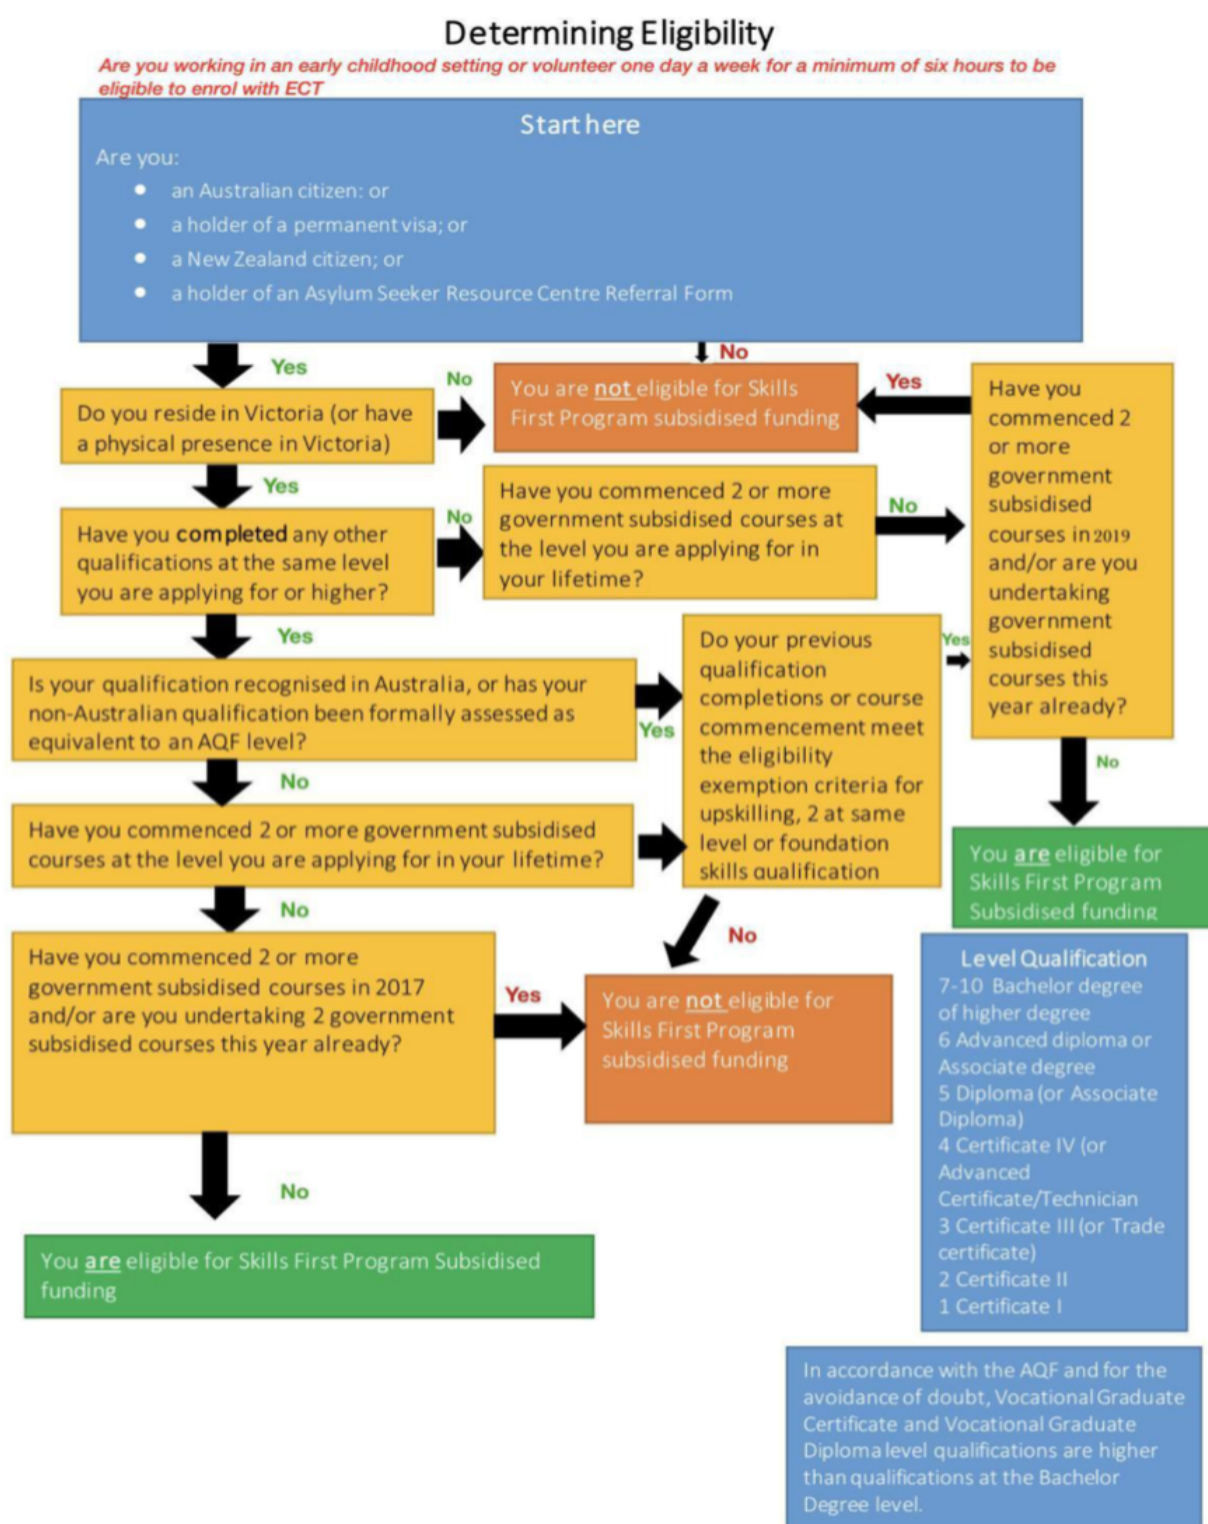 Determining Eligibility
Are you working in an early childhood setting or volunteer one day a week for a minimum of six hours to be
eligible to enrol with ECT
Start here
Are you:
an Australian citizen: or
a holder of a permanent visa; or
a New Zealand citizen; or
a holder of an Asylum Seeker Resource Centre Referral Form
Yes
No
Do you reside in Victoria (or have
a physical presence in Victoria)
No
You are not eligible for Skills
First Program subsidised funding
Yes
Have you
commenced 2
or more
government
subsidised
courses in 2019
and/or are you
undertaking
government
subsidised
courses this
year already?
Yes
Have you completed any other
qualifications at the same level
you are applying for or higher?
No
Have you commenced 2 or more
government subsidised courses at
the level you are applying for in
your lifetime?
No
Yes
Is your qualification recognised in Australia, or has your
non-Australian qualification been formally assessed as
equivalent to an AQF level?
Yes
Do your previous
qualification
completions or course
commencement meet
the eligibility
exemption criteria for
upskilling, 2 at same
level or foundation
skills qualification
Yes
No
No
Have you commenced 2 or more government subsidised
courses at the level you are applying for in your lifetime?
You are eligible for
Skills First Program
Subsidised funding
No
No
Have you commenced 2 or more
government subsidised courses in 2017
and/or are you undertaking 2 government
subsidised courses this year already?
Yes
You are not eligible for
Skills First Program
subsidised funding
Level Qualification
7-10 Bachelor degree
of higher degree
6 Advanced diploma or
Associate degree
5 Diploma (or Associate
Diploma)
4 Certificate IV (or
Advanced
Certificate/Technician
3 Certificate III (or Trade
certificate)
2 Certificate II
1 Certificate I
No
You are eligible for Skills First Program Subsidised
funding
In accordance with the AQF and for the
avoidance of doubt, Vocational Graduate
Certificate and Vocational Graduate
Diploma level qualifications are higher
than qualifications at the Bachelor
Degree level.